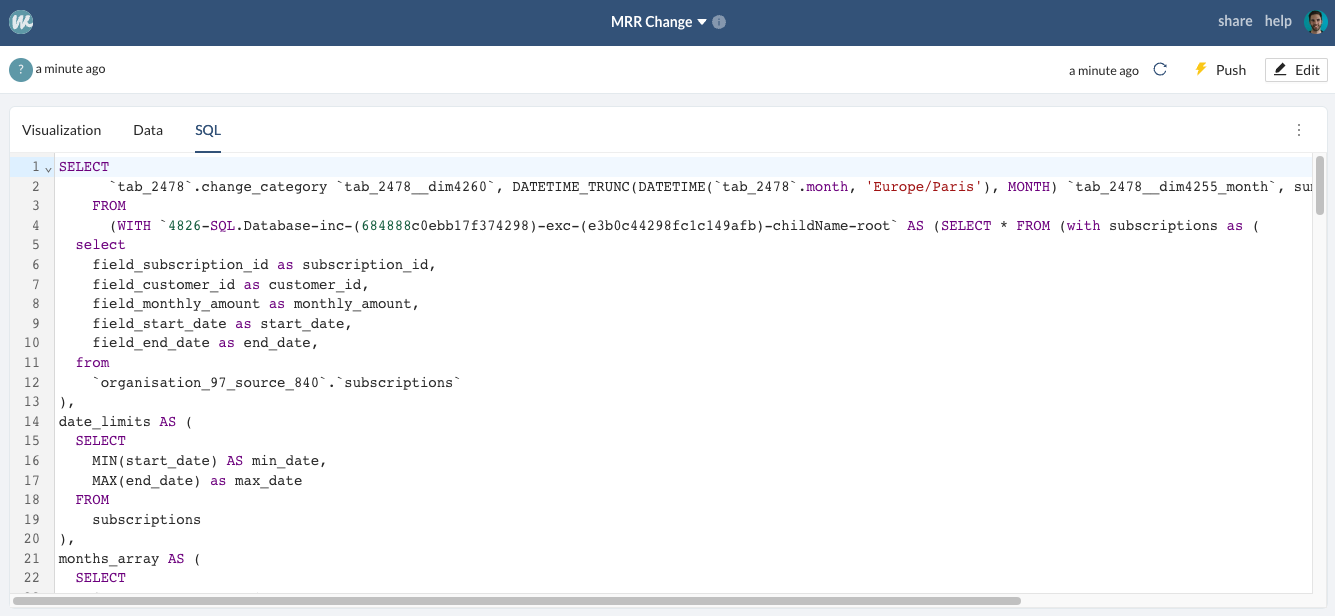 MRR Change
share help
? a minute ago
a minute ago Push Edit
Visualization Data SQL
1 SELECT
2 `tab_2478`.change_category `tab_2478__dim4260`, DATETIME_TRUNC(DATETIME(`tab_2478`.month, 'Europe/Paris'), MONTH) `tab_2478__dim4255_month`,
3 FROM
4 (WITH `4826-SQL.Database-inc-(684888c0ebb17f374298)-exc-(e3b0c44298fc1c149afb)-childName-root` AS (SELECT * FROM (with subscriptions as (
5 select
6 field_subscription_id as subscription_id,
7 field_customer_id as customer_id,
8 field_monthly_amount as monthly_amount,
9 field_start_date as start_date,
10 field_end_date as end_date,
11 from
12 `organisation_97_source_840`.`subscriptions`
13 ),
14 date_limits AS (
15 SELECT
16 MIN(start_date) AS min_date,
17 MAX(end_date) as max_date
18 FROM
19 subscriptions
20 ),
21 months_array AS (
22 SELECT